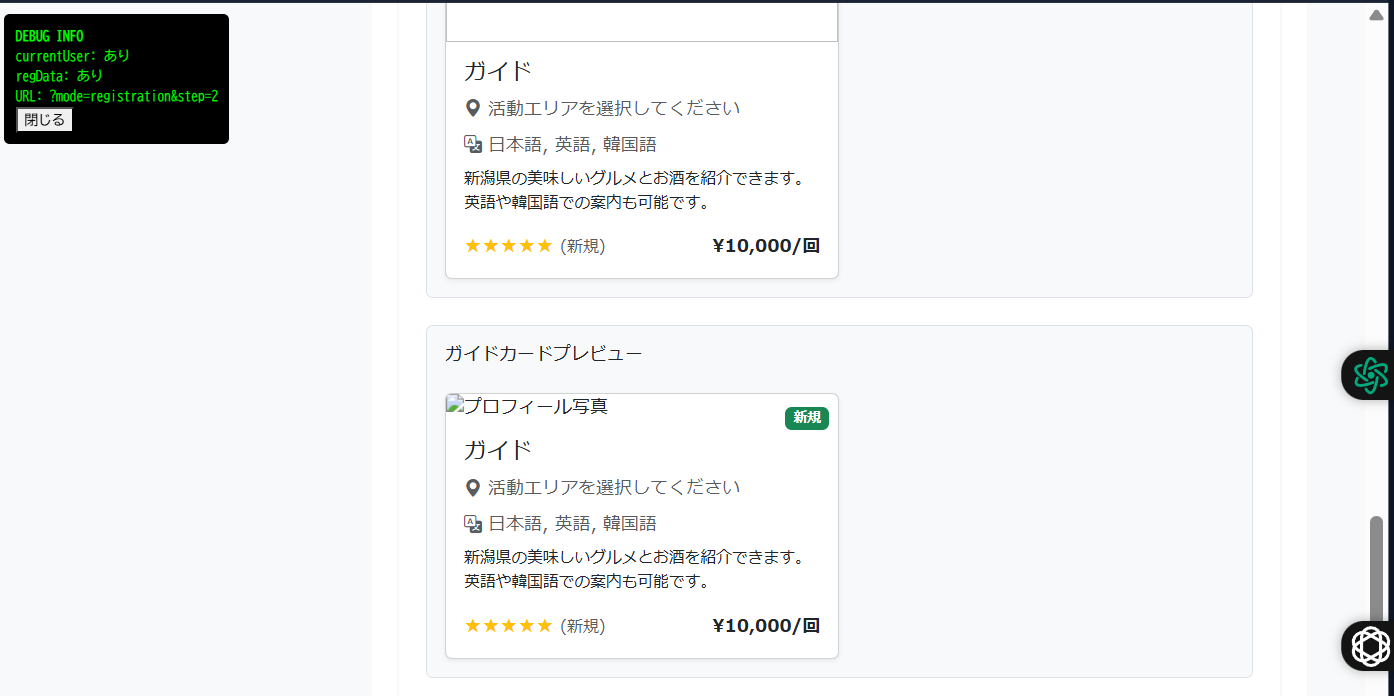 DEBUG INFO
currentUser: あり
regData: あり
URL: ?mode=registration&step=2
閉じる
ガイド
活動エリアを選択してください
日本語, 英語, 韓国語
新潟県の美味しいグルメとお酒を紹介できます。
英語や韓国語での案内も可能です。
★★★★★ (新規) ¥10,000/回
ガイドカードプレビュー
プロフィール写真
新規
ガイド
活動エリアを選択してください
日本語, 英語, 韓国語
新潟県の美味しいグルメとお酒を紹介できます。
英語や韓国語での案内も可能です。
★★★★★ (新規) ¥10,000/回